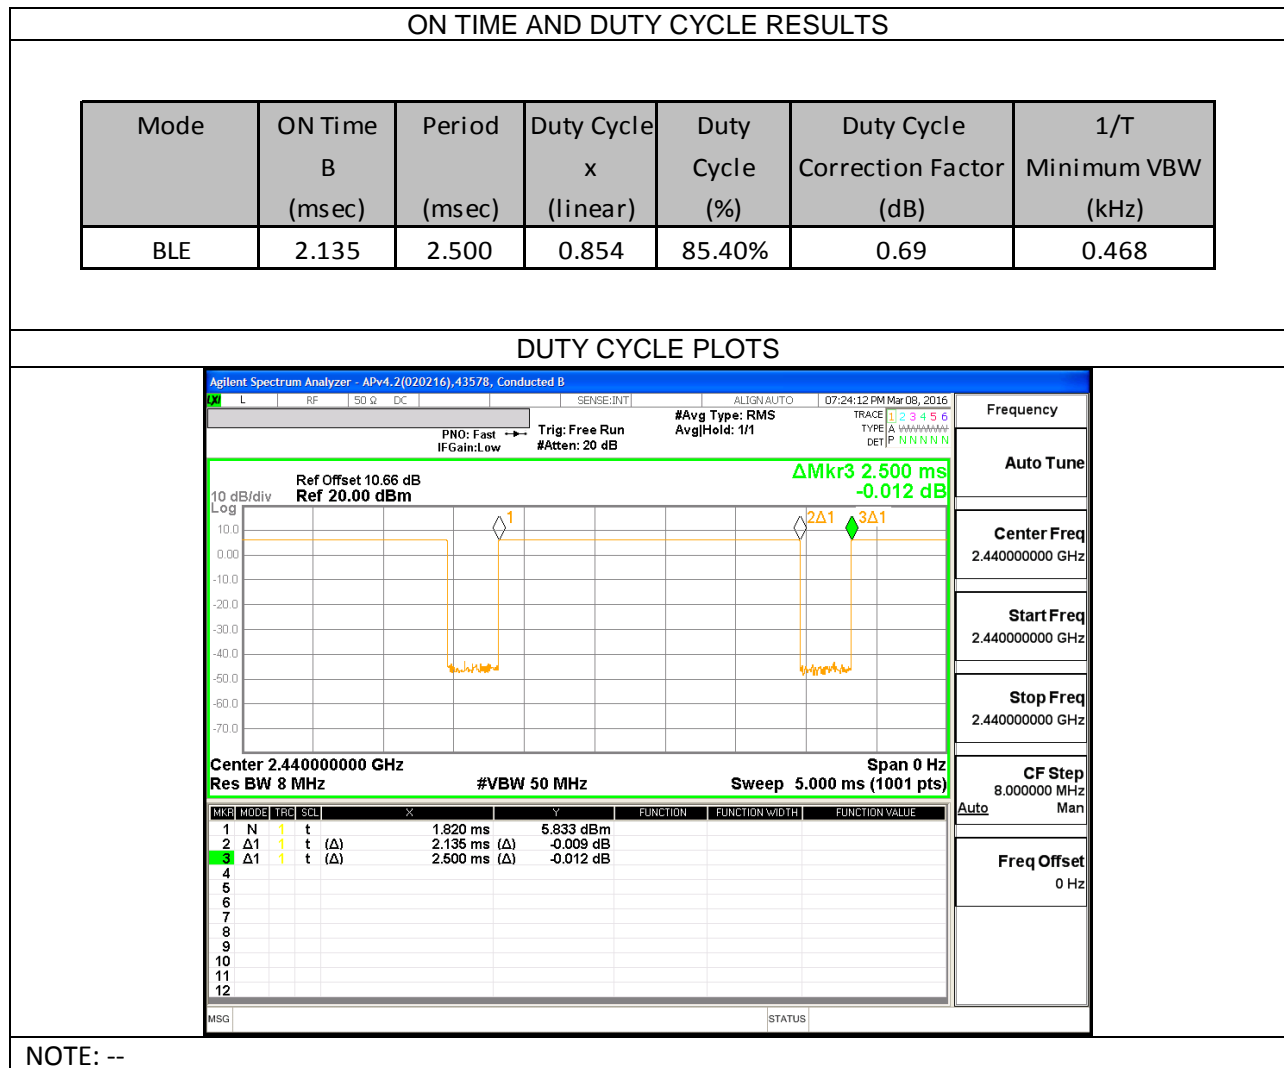 ON TIME AND DUTY CYCLE RESULTS
Mode ON Time Period Duty Cycle Duty Duty Cycle 1/T
B x Cycle Correction Factor Minimum VBW
(msec) (msec) (linear) (%) (dB) (kHz)
BLE 2.135 2.500 0.854 85.40% 0.69 0.468
DUTY CYCLE PLOTS
Agilent Spectrum Analyzer - APv4.2(020216),43578, Conducted B
LXI L RF 50 Ω DC SENSE:INT ALIGN AUTO 07:24:12 PM Mar 08, 2016
#Avg Type: RMS TRACE 1 2 3 4 5 6
PNO: Fast Trig: Free Run Avg|Hold: 1/1 TYPE A WWWWW
IFGain:Low #Atten: 20 dB DET P N N N N N
ΔMkr3 2.500 ms
Ref Offset 10.66 dB
10 dB/div Ref 20.00 dBm -0.012 dB
Log
1 2Δ1 3Δ1
10.0
0.00
-10.0
-20.0
-30.0
-40.0
-50.0
-60.0
-70.0
Center 2.440000000 GHz Span 0 Hz
Res BW 8 MHz #VBW 50 MHz Sweep 5.000 ms (1001 pts)
MKR MODE TRC SCL X Y FUNCTION FUNCTION WIDTH FUNCTION VALUE
1 N 1 t 1.820 ms 5.833 dBm
2 Δ1 1 t (Δ) 2.135 ms (Δ) -0.009 dB
3 Δ1 1 t (Δ) 2.500 ms (Δ) -0.012 dB
4
5
6
7
8
9
10
11
12
MSG STATUS
Frequency
Auto Tune
Center Freq
2.440000000 GHz
Start Freq
2.440000000 GHz
Stop Freq
2.440000000 GHz
CF Step
8.000000 MHz
Auto Man
Freq Offset
0 Hz
NOTE: --